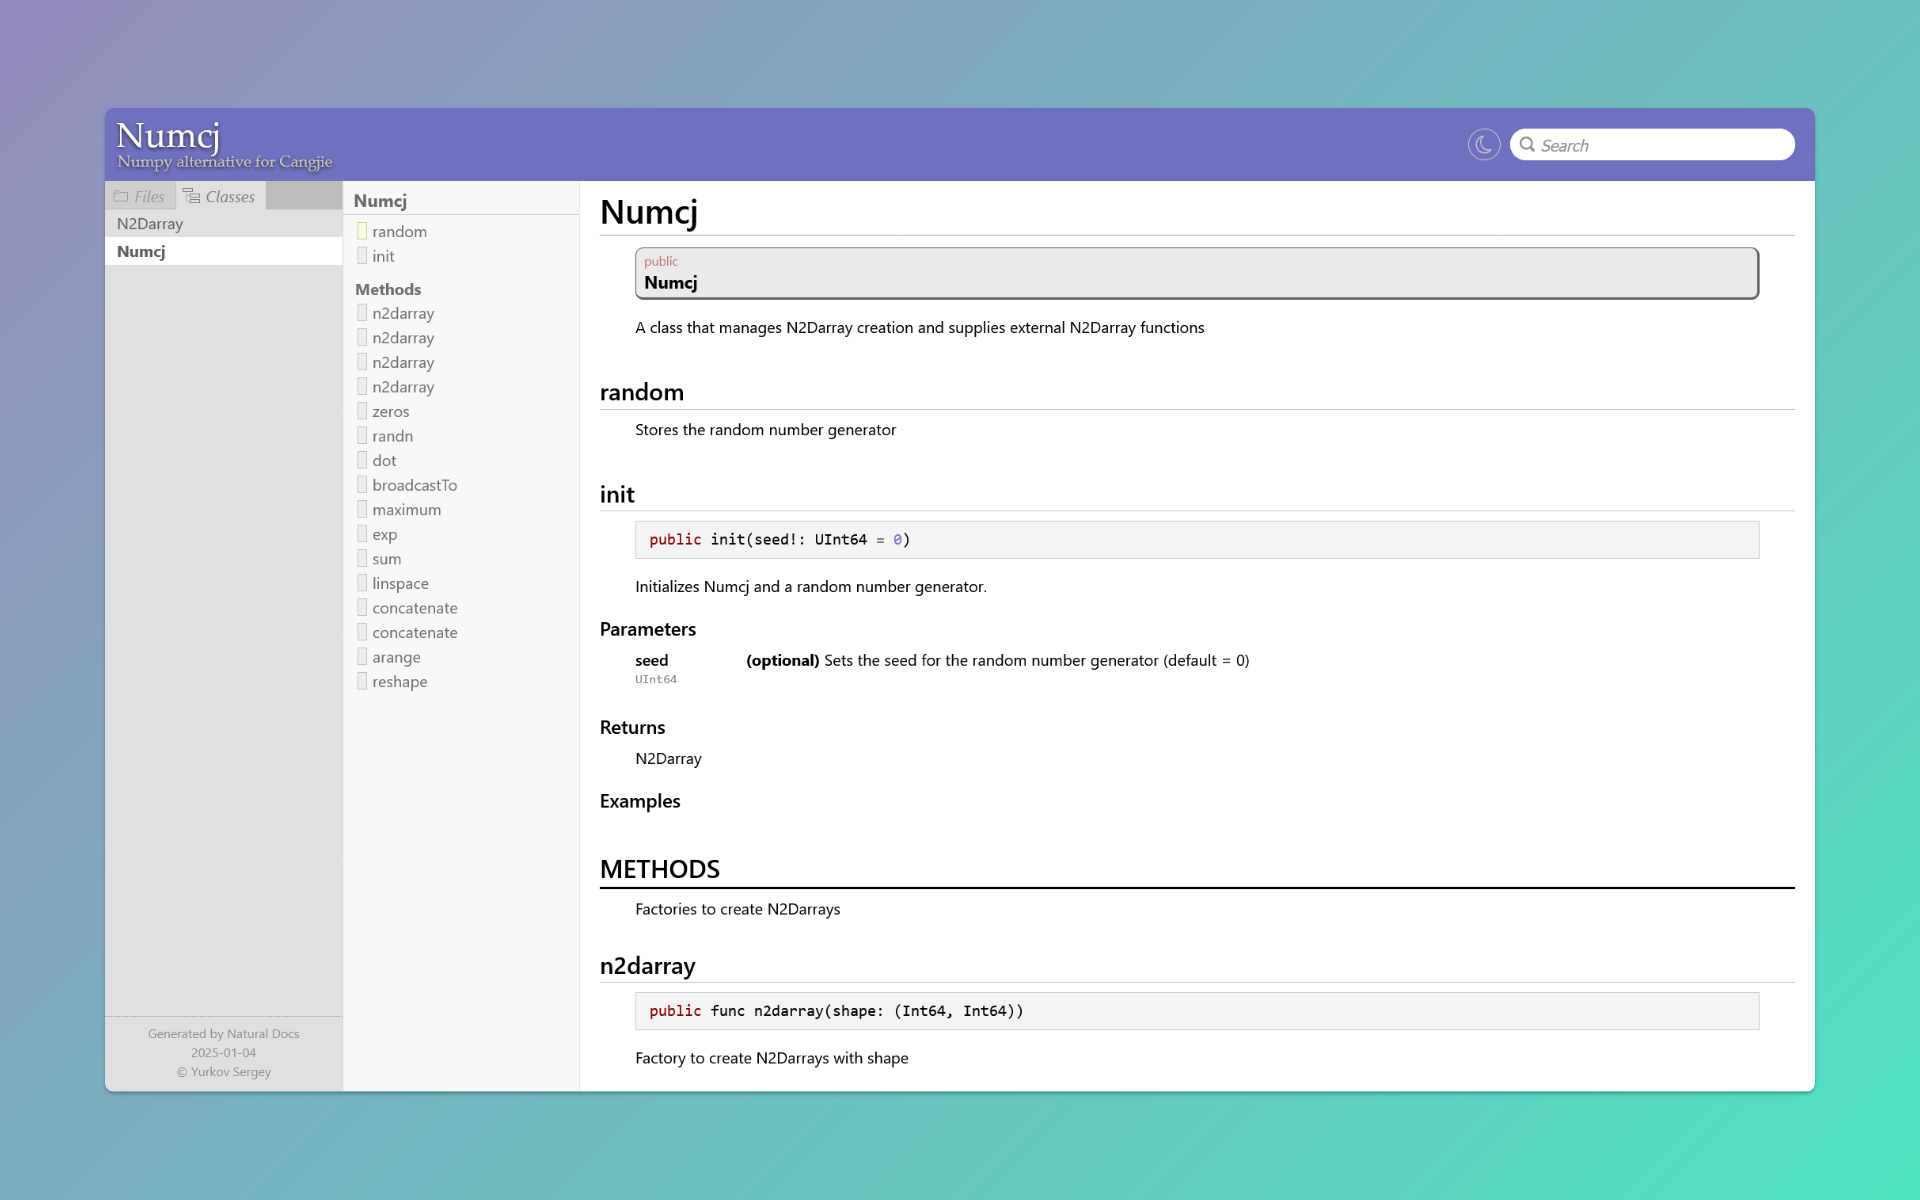 Numcj
Numpy alternative for Cangjie
Search
Files
Classes
N2Darray
Numcj
Generated by Natural Docs
2025-01-04
© Yurkov Sergey
Numcj
random
init
Methods
n2darray
n2darray
n2darray
n2darray
zeros
randn
dot
broadcastTo
maximum
exp
sum
linspace
concatenate
concatenate
arange
reshape
Numcj
public
Numcj
A class that manages N2Darray creation and supplies external N2Darray functions
random
Stores the random number generator
init
public init(seed!: UInt64 = 0)
Initializes Numcj and a random number generator.
Parameters
seed (optional) Sets the seed for the random number generator (default = 0)
UInt64
Returns
N2Darray
Examples
METHODS
Factories to create N2Darrays
n2darray
public func n2darray(shape: (Int64, Int64))
Factory to create N2Darrays with shape